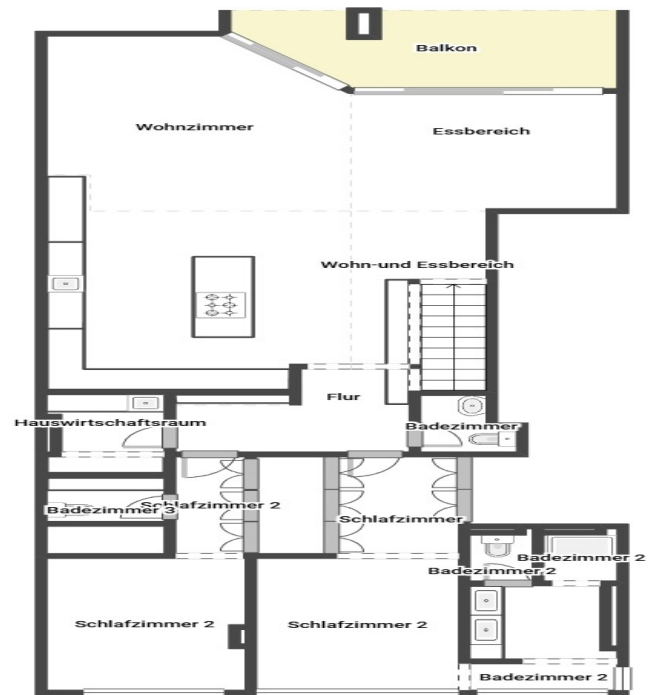 Balkon
Wohnzimmer
Essbereich
Wohn-und Essbereich
Flur
Hauswirtschaftsraum
Badezimmer
Schlafzimmer 2
Badezimmer 3
Schlafzimmer
Badezimmer 2
Badezimmer 2
Schlafzimmer 2
Schlafzimmer 2
Badezimmer 2